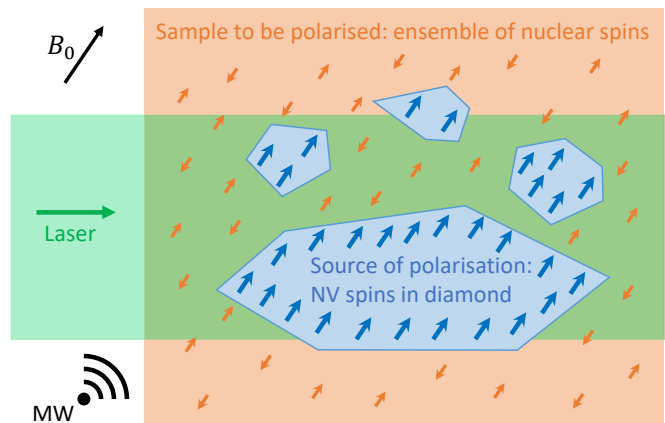 B₀
Sample to be polarised: ensemble of nuclear spins
Laser
Source of polarisation:
NV spins in diamond
MW